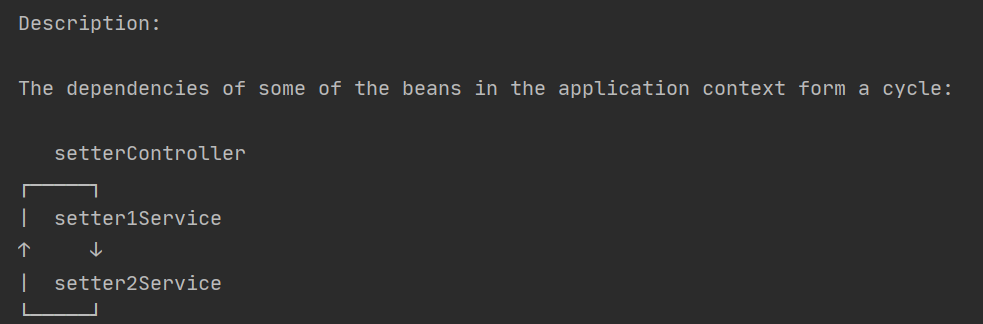 Description:
The dependencies of some of the beans in the application context form a cycle:
setterController
┌─────┐
|  setter1Service
↑     ↓
|  setter2Service
└─────┘